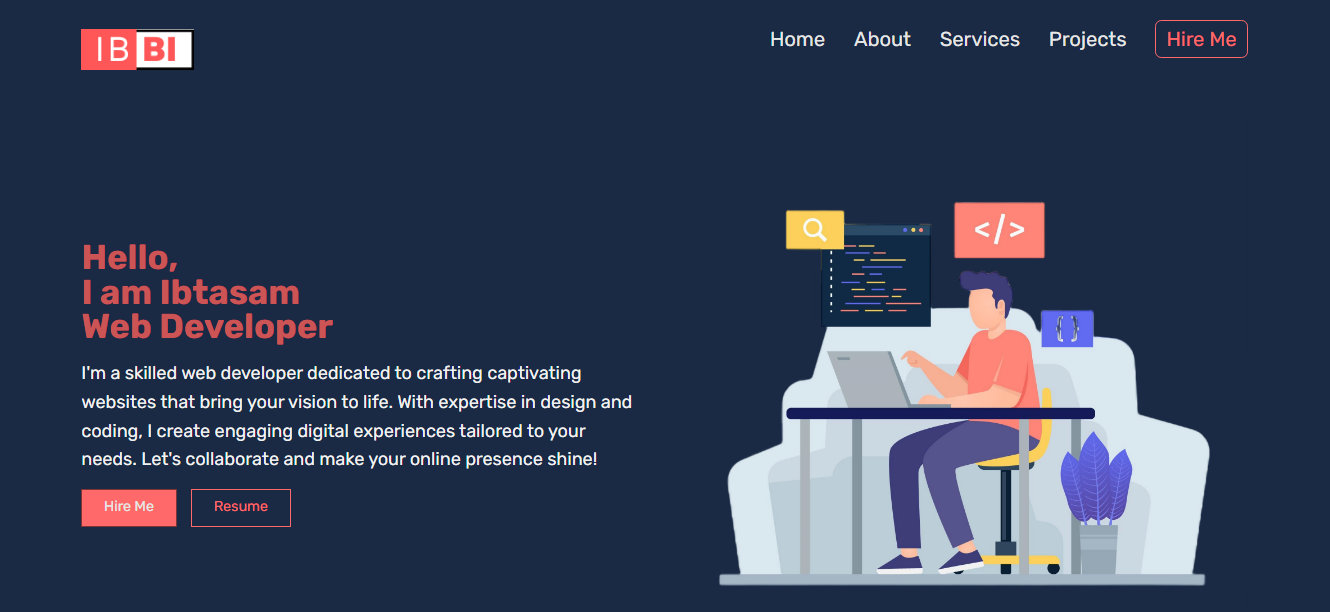 IBBI
Home About Services Projects Hire Me
</>
Hello,
I am Ibtasam
Web Developer
{ }
I'm a skilled web developer dedicated to crafting captivating
websites that bring your vision to life. With expertise in design and
coding, I create engaging digital experiences tailored to your
needs. Let's collaborate and make your online presence shine!
Hire Me Resume